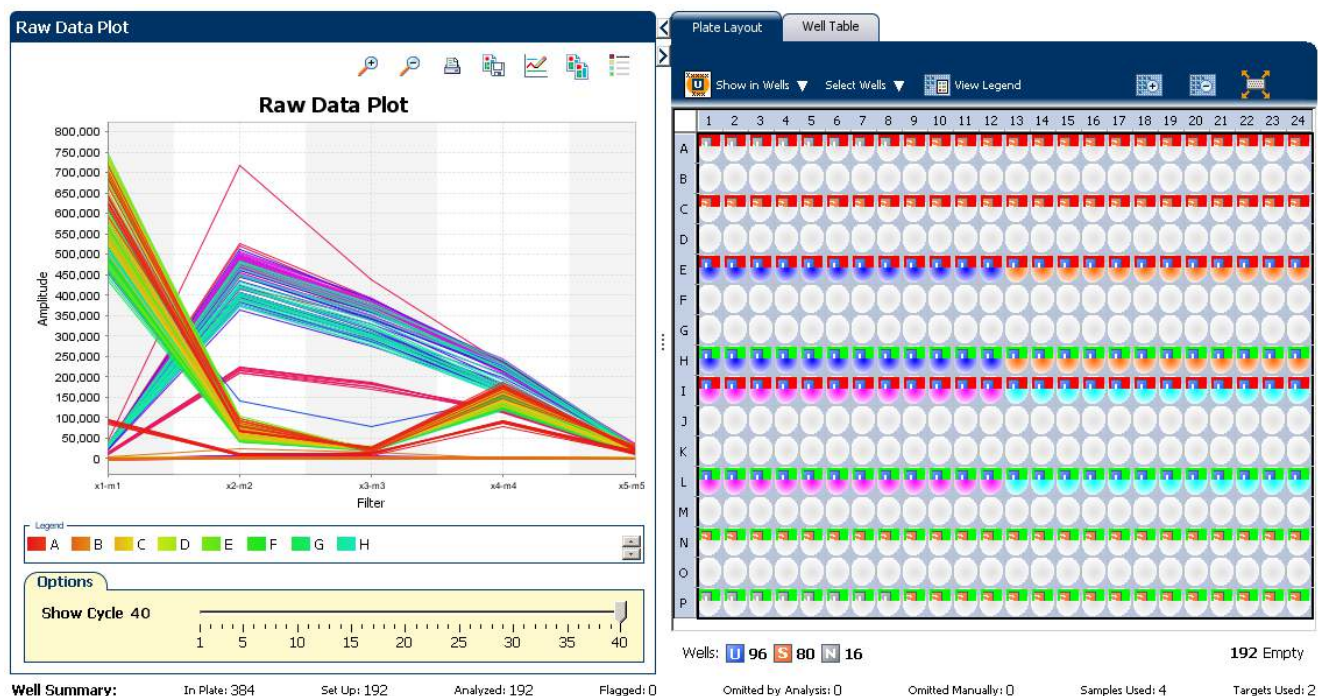 Raw Data Plot
Raw Data Plot
800,000
750,000
700,000
650,000
600,000
550,000
500,000
450,000
400,000
350,000
300,000
250,000
200,000
150,000
100,000
50,000
0
Amplitude
x1-m1 x2-m2 x3-m3 x4-m4 x5-m5
Filter
Legend
A B C D E F G H
Options
Show Cycle 40
1 5 10 15 20 25 30 35 40
Plate Layout Well Table
Show in Wells Select Wells View Legend
1 2 3 4 5 6 7 8 9 10 11 12 13 14 15 16 17 18 19 20 21 22 23 24
A
B
C
D
E
F
G
H
I
J
K
L
M
N
O
P
Wells: U 96 S 80 N 16 192 Empty
Well Summary: In Plate: 384 Set Up: 192 Analyzed: 192 Flagged: 0 Omitted by Analysis: 0 Omitted Manually: 0 Samples Used: 4 Targets Used: 2